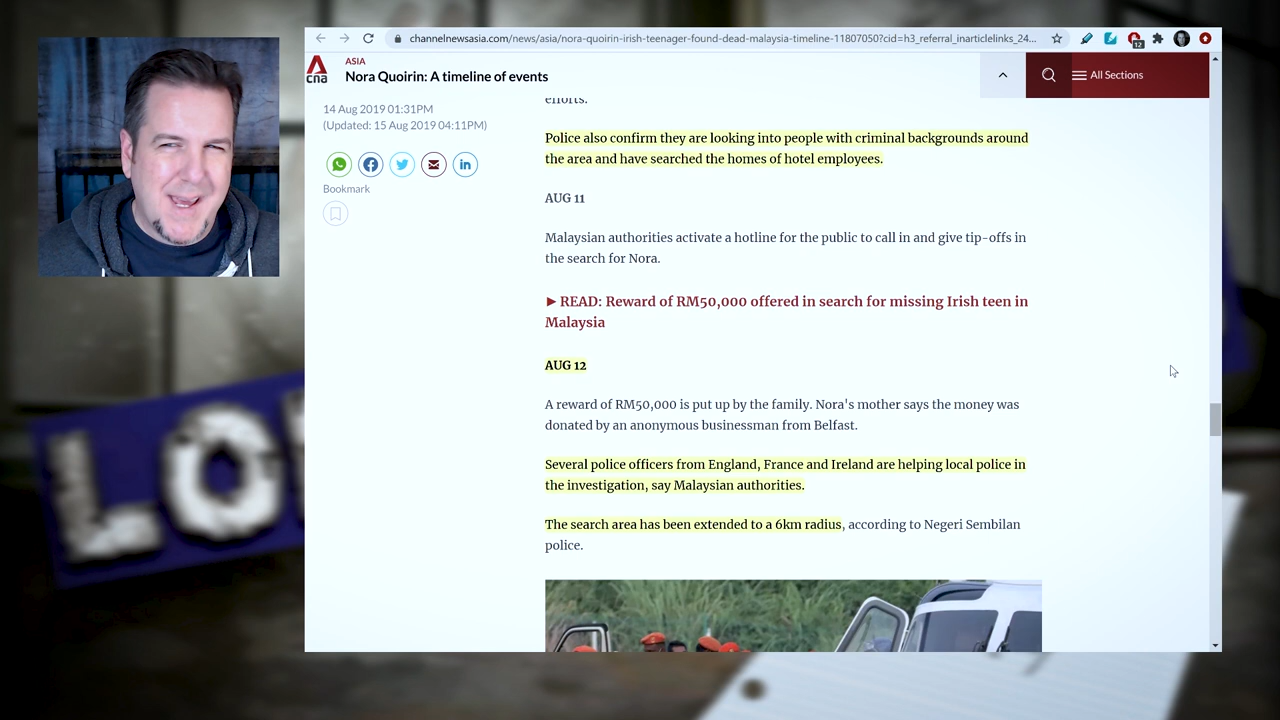 channelnewsasia.com/news/asia/nora-quoirin-irish-teenager-found-dead-malaysia-timeline-11807050?cid=h3_referral_inarticlelinks_24...
12
cna
ASIA
Nora Quoirin: A timeline of events
All Sections
14 Aug 2019 01:31PM
(Updated: 15 Aug 2019 04:11PM)
Bookmark
efforts.
Police also confirm they are looking into people with criminal backgrounds around
the area and have searched the homes of hotel employees.
AUG 11
Malaysian authorities activate a hotline for the public to call in and give tip-offs in
the search for Nora.
►READ: Reward of RM50,000 offered in search for missing Irish teen in
Malaysia
AUG 12
A reward of RM50,000 is put up by the family. Nora's mother says the money was
donated by an anonymous businessman from Belfast.
Several police officers from England, France and Ireland are helping local police in
the investigation, say Malaysian authorities.
The search area has been extended to a 6km radius, according to Negeri Sembilan
police.
LO